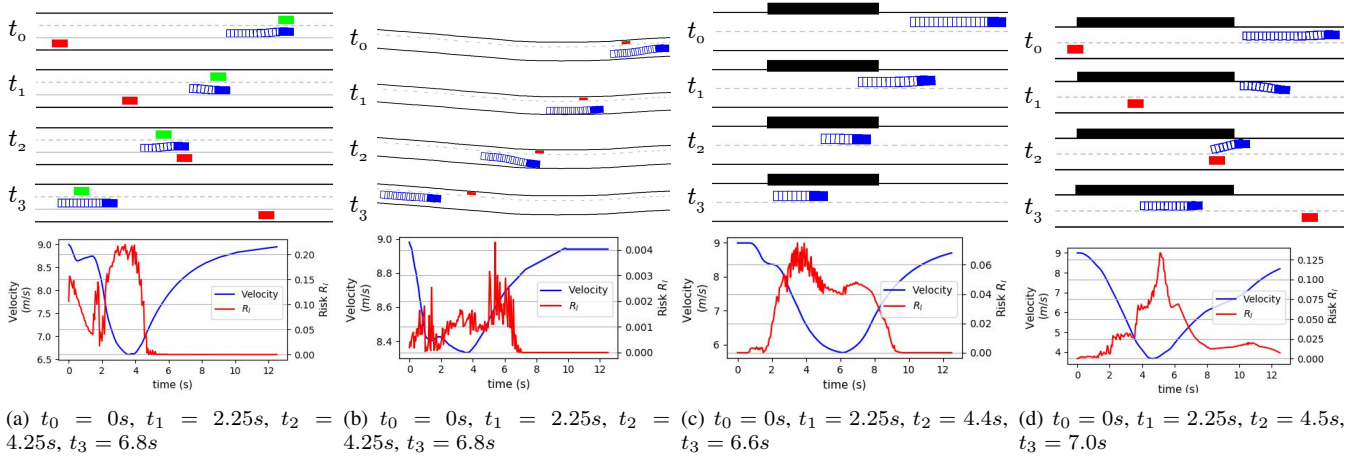 t0
t1
t2
t3
9.0
8.5
8.0
7.5
7.0
6.5
Velocity
(m/s)
0.20
0.15
0.10
0.05
0.00
Risk Rl
Velocity
Rl
0 2 4 6 8 10 12
time (s)
t0
t1
t2
t3
9.0
8.8
8.6
8.4
Velocity
(m/s)
0.004
0.003
0.002
0.001
0.000
Risk Rl
Velocity
Rl
0 2 4 6 8 10 12
time (s)
t0
t1
t2
t3
9
8
7
6
Velocity
(m/s)
0.06
0.04
0.02
0.00
Risk Rl
Velocity
Rl
0 2 4 6 8 10 12
time (s)
t0
t1
t2
t3
9
8
7
6
5
4
Velocity
(m/s)
0.125
0.100
0.075
0.050
0.025
0.000
Risk Rl
Velocity
Rl
0 2 4 6 8 10 12
time (s)
(a) t0 = 0s, t1 = 2.25s, t2 =
4.25s, t3 = 6.8s
(b) t0 = 0s, t1 = 2.25s, t2 =
4.25s, t3 = 6.8s
(c) t0 = 0s, t1 = 2.25s, t2 = 4.4s,
t3 = 6.6s
(d) t0 = 0s, t1 = 2.25s, t2 = 4.5s,
t3 = 7.0s